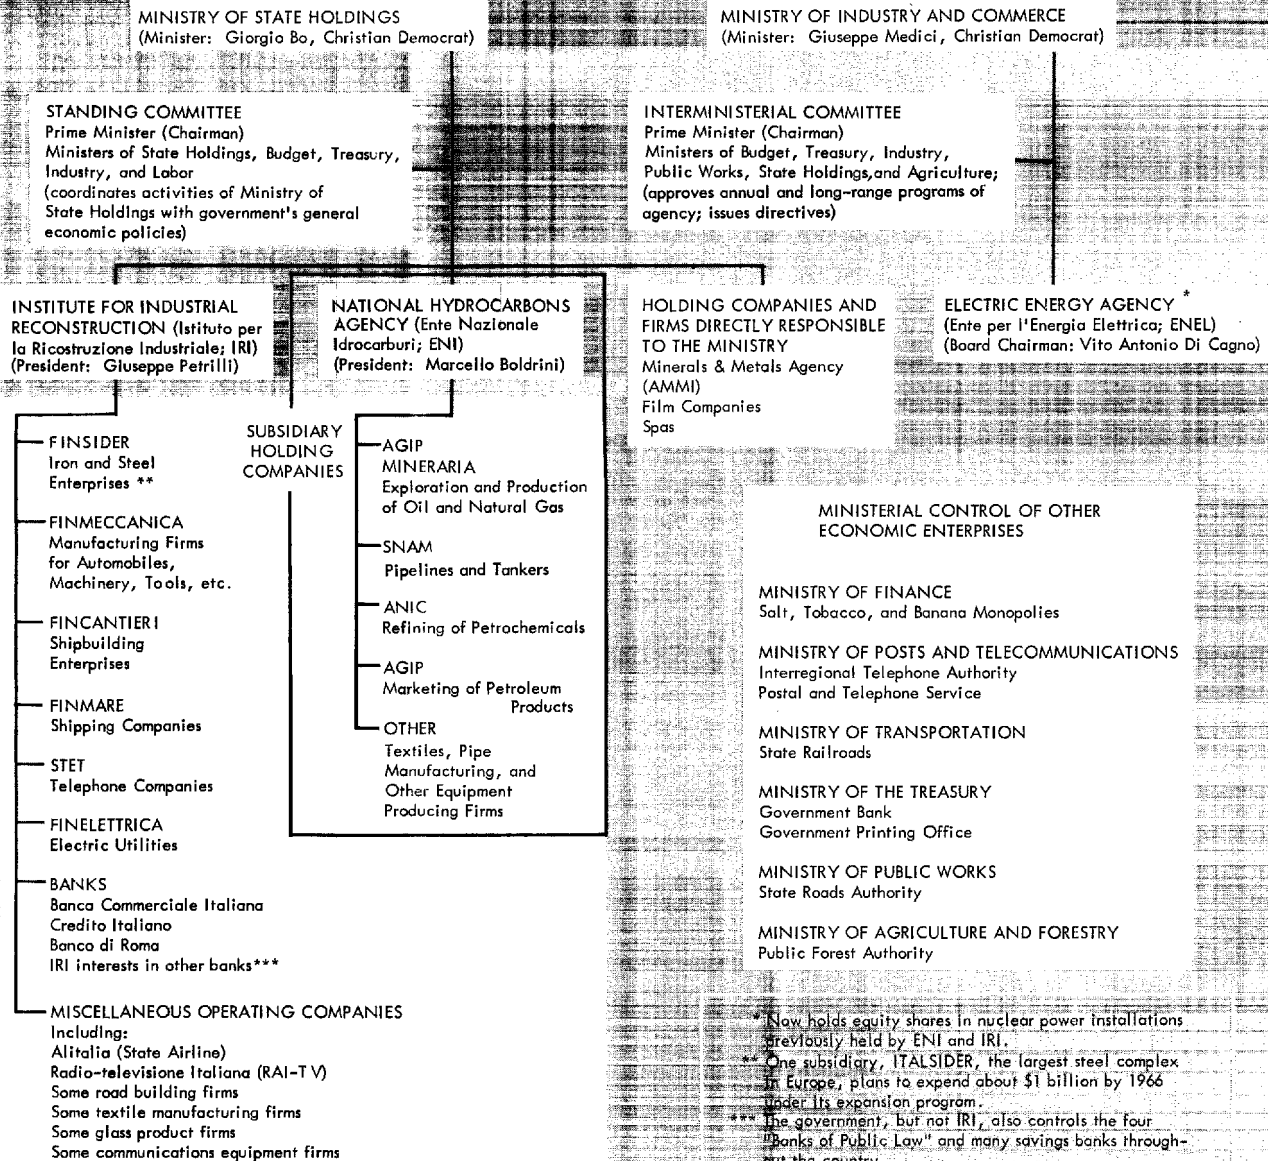 MINISTRY OF STATE HOLDINGS
(Minister: Giorgio Bo, Christian Democrat)
MINISTRY OF INDUSTRY AND COMMERCE
(Minister: Giuseppe Medici, Christian Democrat)
STANDING COMMITTEE
Prime Minister (Chairman)
Ministers of State Holdings, Budget, Treasury,
Industry, and Labor
(coordinates activities of Ministry of
State Holdings with government's general
economic policies)
INTERMINISTERIAL COMMITTEE
Prime Minister (Chairman)
Ministers of Budget, Treasury, Industry,
Public Works, State Holdings,and Agriculture;
(approves annual and long-range programs of
agency; issues directives)
INSTITUTE FOR INDUSTRIAL
RECONSTRUCTION (Istituto per
la Ricostruzione Industriale; IRI)
(President: Giuseppe Petrilli)
NATIONAL HYDROCARBONS
AGENCY (Ente Nazionale
Idrocarburi; ENI)
(President: Marcello Boldrini)
HOLDING COMPANIES AND
FIRMS DIRECTLY RESPONSIBLE
TO THE MINISTRY
Minerals & Metals Agency
(AMMI)
Film Companies
Spas
ELECTRIC ENERGY AGENCY *
(Ente per l'Energia Elettrica; ENEL)
(Board Chairman: Vito Antonio Di Cagno)
FINSIDER
Iron and Steel
Enterprises **
FINMECCANICA
Manufacturing Firms
for Automobiles,
Machinery, Tools, etc.
FINCANTIERI
Shipbuilding
Enterprises
FINMARE
Shipping Companies
STET
Telephone Companies
FINELETTRICA
Electric Utilities
BANKS
Banca Commerciale Italiana
Credito Italiano
Banco di Roma
IRI interests in other banks***
MISCELLANEOUS OPERATING COMPANIES
Including:
Alitalia (State Airline)
Radio-televisione Italiana (RAI-TV)
Some road building firms
Some textile manufacturing firms
Some glass product firms
Some communications equipment firms
SUBSIDIARY
HOLDING
COMPANIES
AGIP
MINERARIA
Exploration and Production
of Oil and Natural Gas
SNAM
Pipelines and Tankers
ANIC
Refining of Petrochemicals
AGIP
Marketing of Petroleum
Products
OTHER
Textiles, Pipe
Manufacturing, and
Other Equipment
Producing Firms
MINISTERIAL CONTROL OF OTHER
ECONOMIC ENTERPRISES
MINISTRY OF FINANCE
Salt, Tobacco, and Banana Monopolies
MINISTRY OF POSTS AND TELECOMMUNICATIONS
Interregional Telephone Authority
Postal and Telephone Service
MINISTRY OF TRANSPORTATION
State Railroads
MINISTRY OF THE TREASURY
Government Bank
Government Printing Office
MINISTRY OF PUBLIC WORKS
State Roads Authority
MINISTRY OF AGRICULTURE AND FORESTRY
Public Forest Authority
* Now holds equity shares in nuclear power installations
previously held by ENI and IRI.
** One subsidiary, ITALSIDER, the largest steel complex
in Europe, plans to expend about $1 billion by 1966
under its expansion program.
*** The government, but not IRI, also controls the four
"Banks of Public Law" and many savings banks through-
out the country.